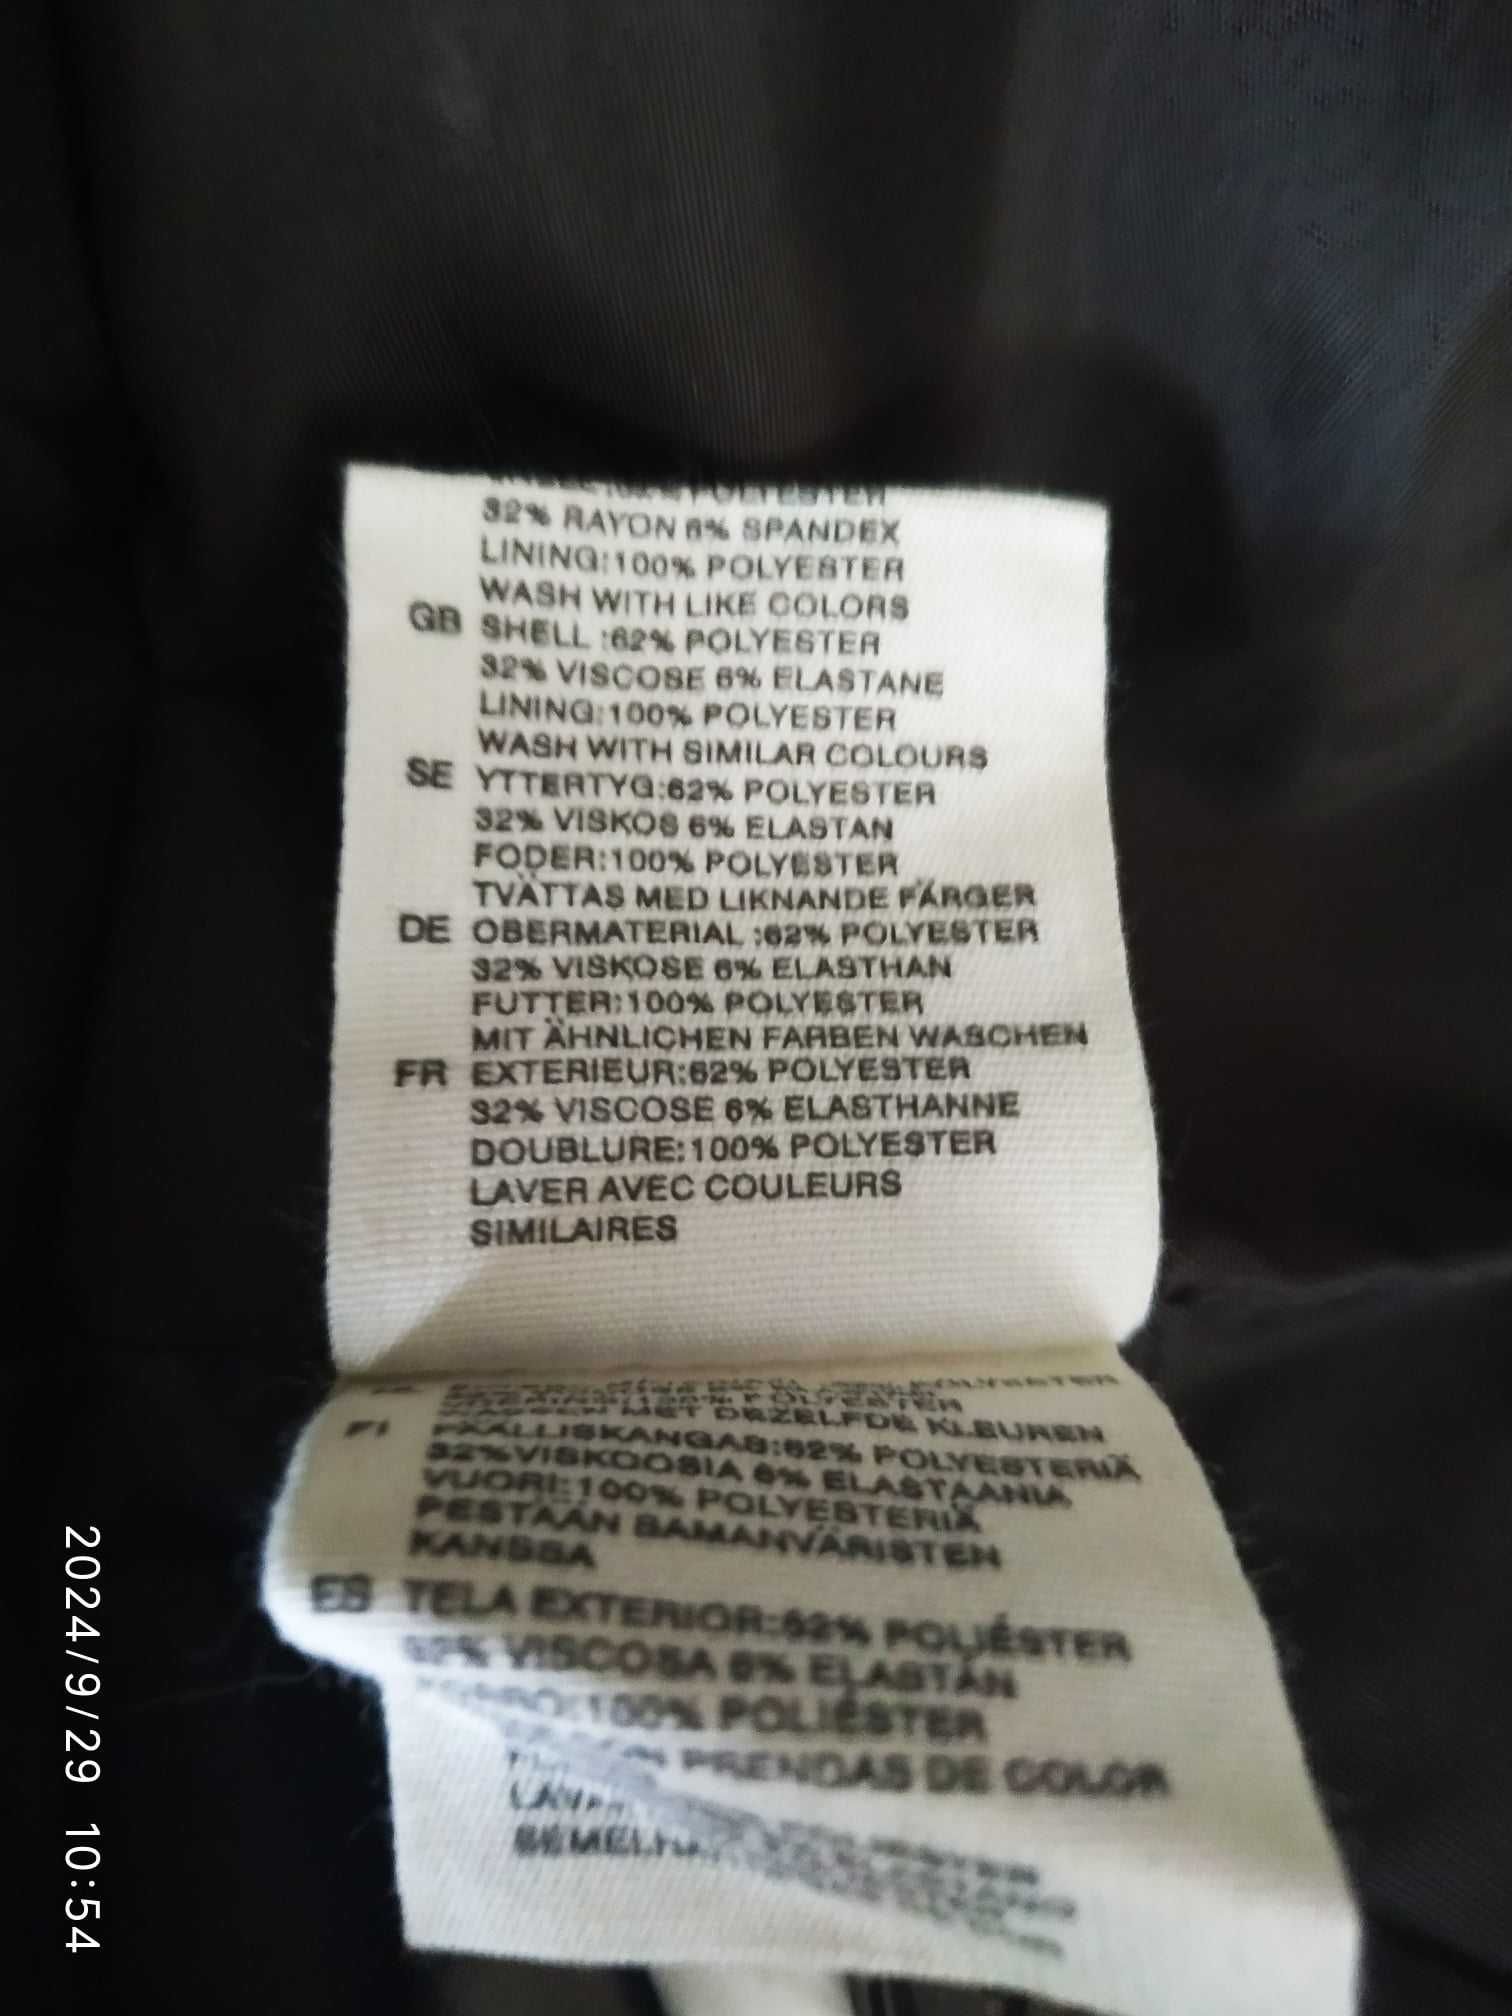 POLYESTER
32% RAYON 6% SPANDEX
LINING:100% POLYESTER
WASH WITH LIKE COLORS
GB SHELL :62% POLYESTER
32% VISCOSE 6% ELASTANE
LINING:100% POLYESTER
WASH WITH SIMILAR COLOURS
SE YTTERTYG:62% POLYESTER
32% VISKOS 6% ELASTAN
FODER:100% POLYESTER
TVÄTTAS MED LIKNANDE FÄRGER
DE OBERMATERIAL :62% POLYESTER
32% VISKOSE 6% ELASTHAN
FUTTER:100% POLYESTER
MIT ÄHNLICHEN FARBEN WASCHEN
FR EXTERIEUR:62% POLYESTER
32% VISCOSE 6% ELASTHANNE
DOUBLURE:100% POLYESTER
LAVER AVEC COULEURS
SIMILAIRES
POLYESTER
MET DEZELFDE KLEUREN
FI PÄÄLLISKANGAS:62% POLYESTERIÄ
32%VISKOOSIA 6% ELASTAANIA
VUORI:100% POLYESTERIÄ
PESTÄÄN SAMANVÄRISTEN
KANSSA
ES TELA EXTERIOR:62% POLIÉSTER
32% VISCOSA 6% ELASTÁN
100% POLIÉSTER
PRENDAS DE COLOR
2024/9/29 10:54